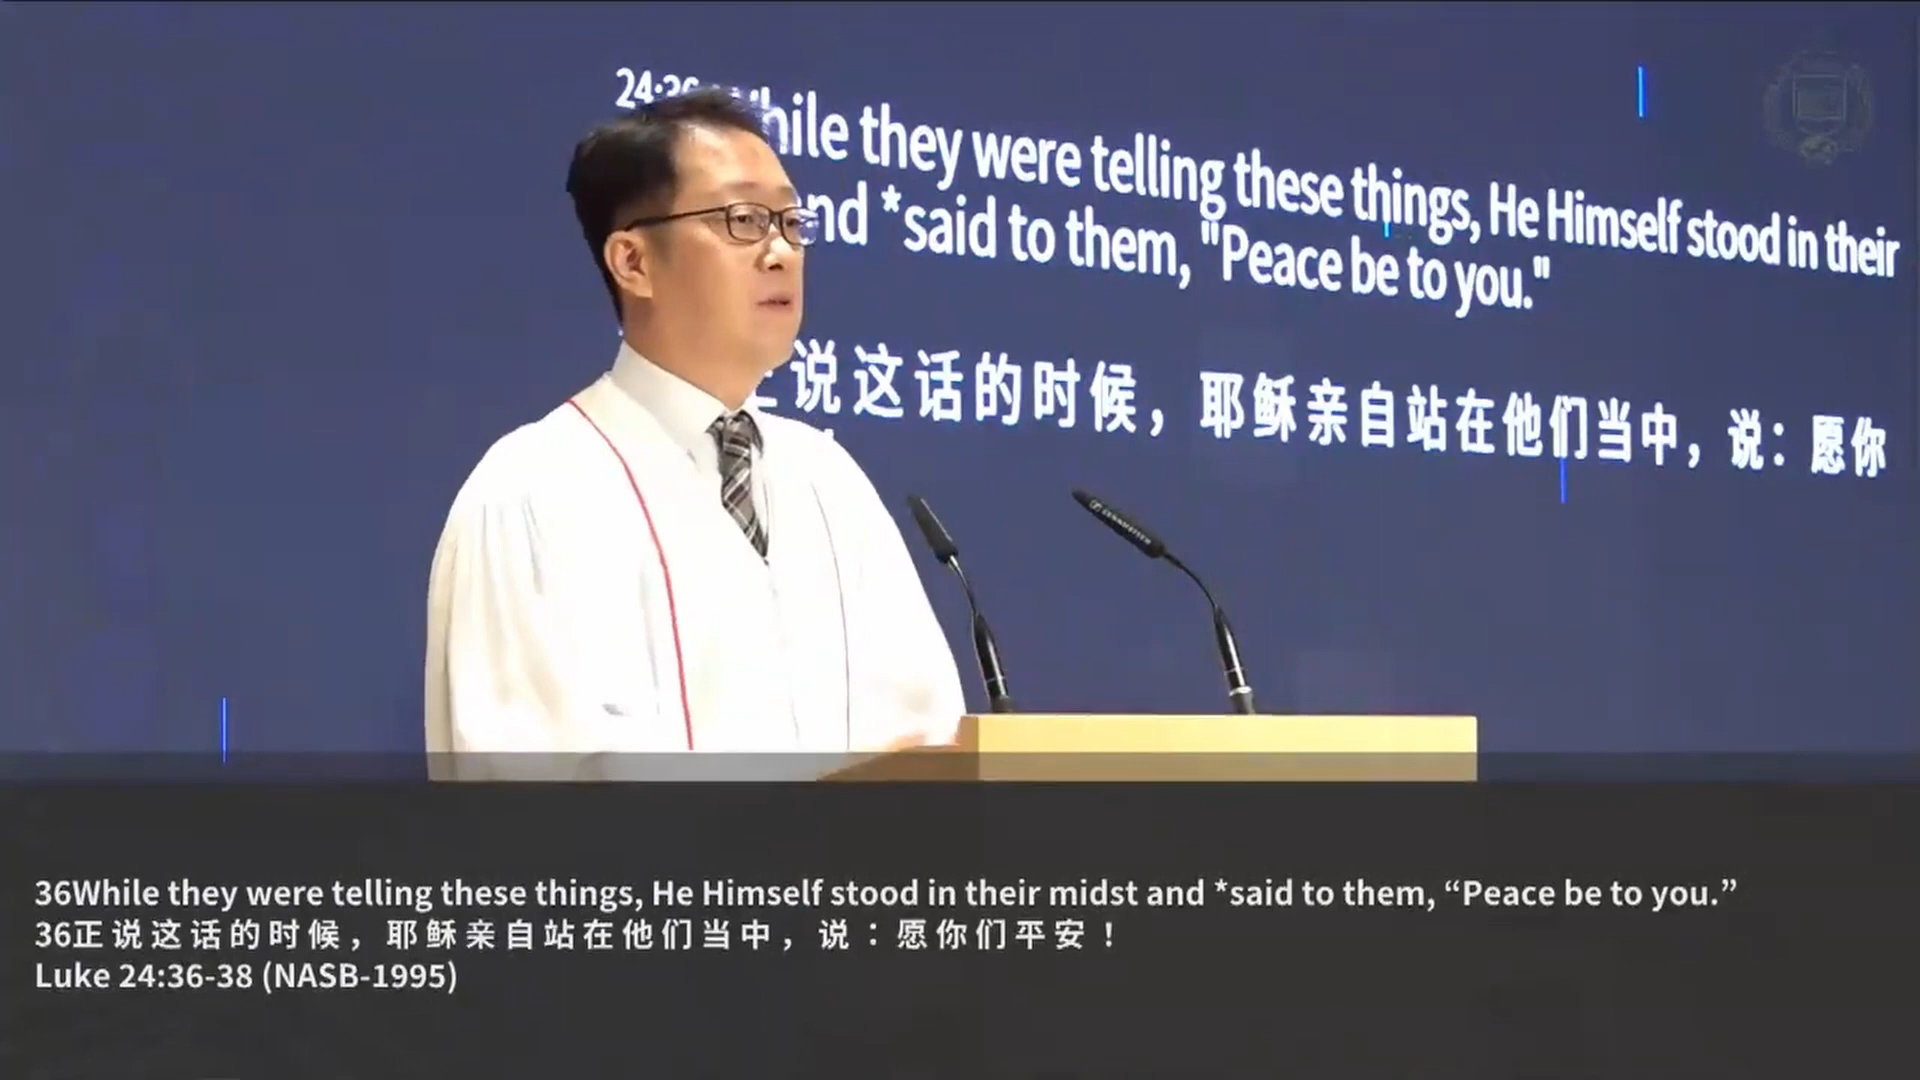 While they were telling these things, He Himself stood in their
and *said to them, "Peace be to you."
说这话的时候，耶稣亲自站在他们当中，说：愿你
36While they were telling these things, He Himself stood in their midst and *said to them, “Peace be to you.”
36正说这话的时候，耶稣亲自站在他们当中，说：愿你们平安！
Luke 24:36-38 (NASB-1995)